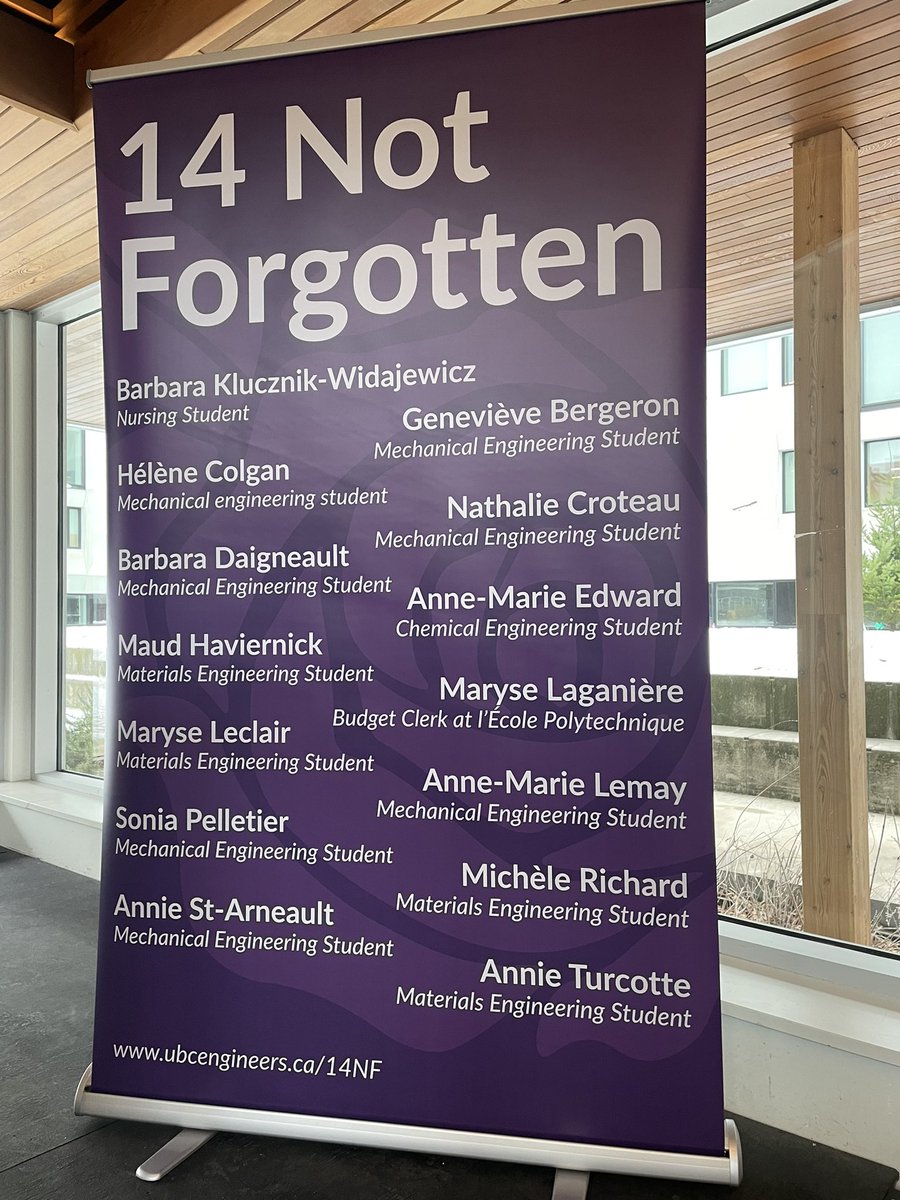 14 Not
Forgotten
Barbara Klucznik-Widajewicz
Nursing Student
Geneviève Bergeron
Mechanical Engineering Student
Hélène Colgan
Mechanical engineering student
Nathalie Croteau
Mechanical Engineering Student
Barbara Daigneault
Mechanical Engineering Student
Anne-Marie Edward
Chemical Engineering Student
Maud Haviernick
Materials Engineering Student
Maryse Laganière
Budget Clerk at l'École Polytechnique
Maryse Leclair
Materials Engineering Student
Anne-Marie Lemay
Mechanical Engineering Student
Sonia Pelletier
Mechanical Engineering Student
Michèle Richard
Materials Engineering Student
Annie St-Arneault
Mechanical Engineering Student
Annie Turcotte
Materials Engineering Student
www.ubcengineers.ca/14NF